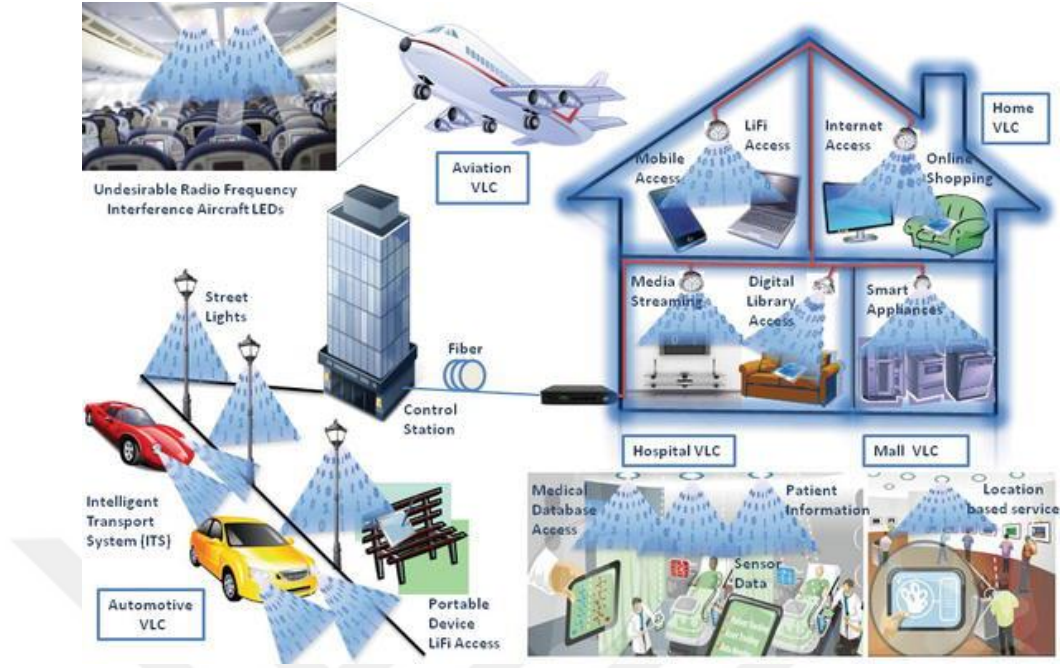 Undesirable Radio Frequency
Interference Aircraft LEDs
Aviation
VLC
Home
VLC
LiFi
Access
Mobile
Access
Internet
Access
Online
Shopping
Media
Streaming
Digital
Library
Access
Smart
Appliances
Street
Lights
Fiber
Control
Station
Intelligent
Transport
System (ITS)
Automotive
VLC
Portable
Device
LiFi Access
Hospital VLC
Mall VLC
Medical
Database
Access
Patient
Information
Sensor
Data
Location
based service